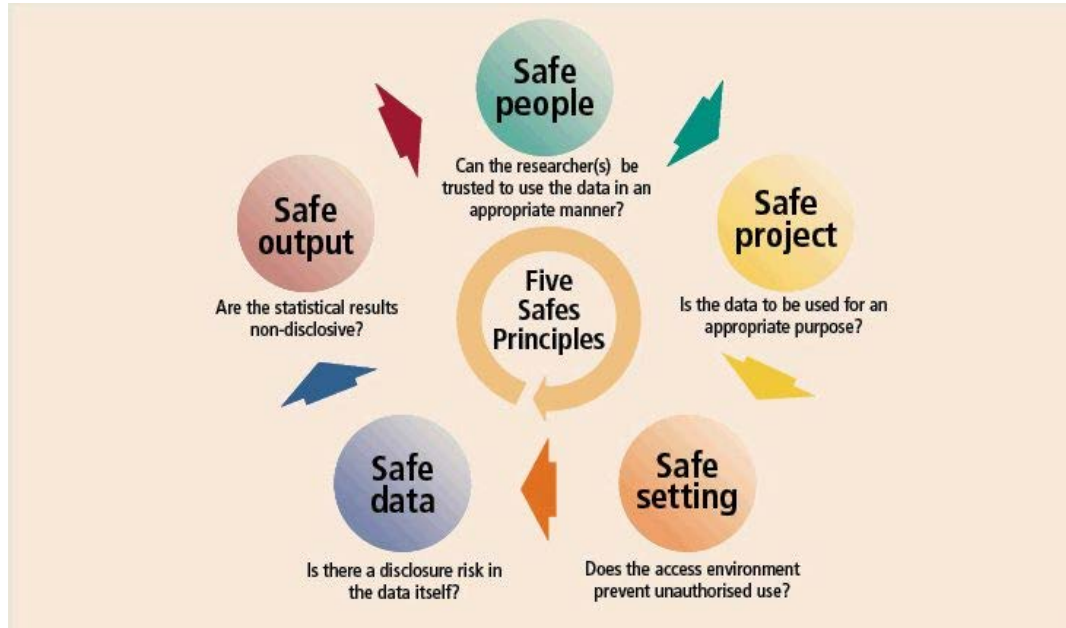 Safe
people
Can the researcher(s) be
trusted to use the data in an
appropriate manner?
Safe
project
Is the data to be used for an
appropriate purpose?
Safe
setting
Does the access environment
prevent unauthorised use?
Safe
data
Is there a disclosure risk in
the data itself?
Safe
output
Are the statistical results
non-disclosive?
Five
Safes
Principles